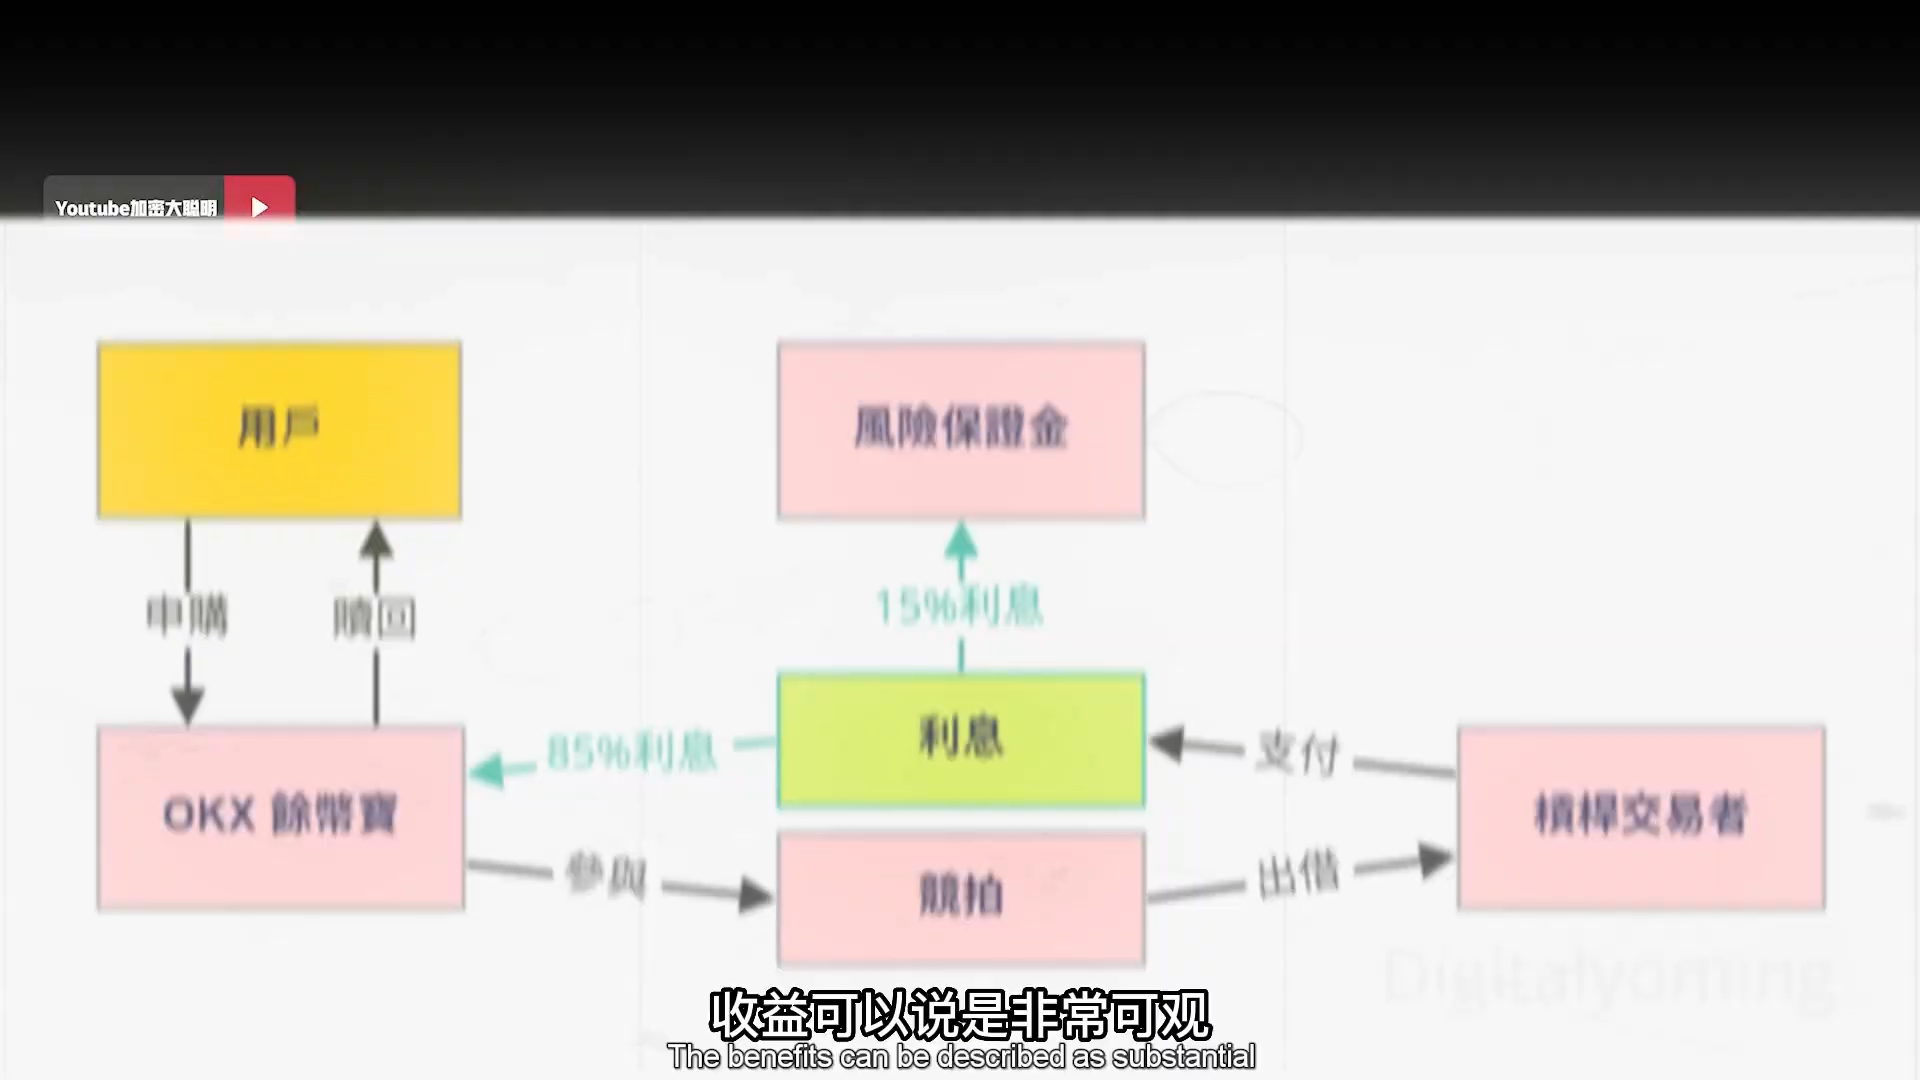 Youtube加密大聪明
用戶
風險保證金
申購
贖回
15%利息
85%利息
利息
支付
OKX 餘幣寶
槓桿交易者
參與
競拍
出借
Digitalyoming
收益可以说是非常可观
The benefits can be described as substantial